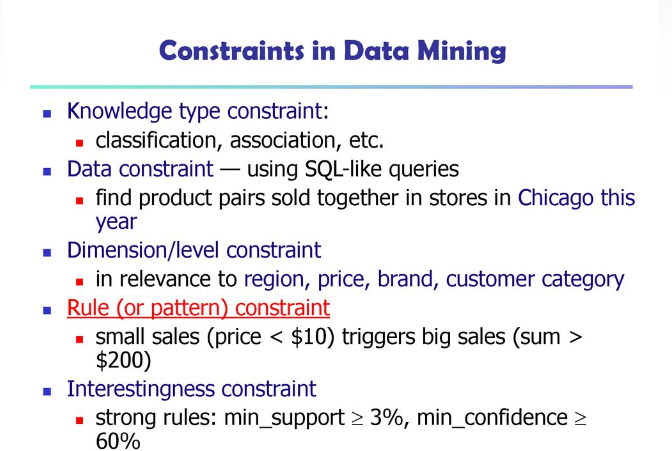 Constraints in Data Mining
Knowledge type constraint:
classification, association, etc.
Data constraint — using SQL-like queries
find product pairs sold together in stores in Chicago this
year
Dimension/level constraint
in relevance to region, price, brand, customer category
Rule (or pattern) constraint
small sales (price < $10) triggers big sales (sum >
$200)
Interestingness constraint
strong rules: min_support ≥ 3%, min_confidence ≥
60%